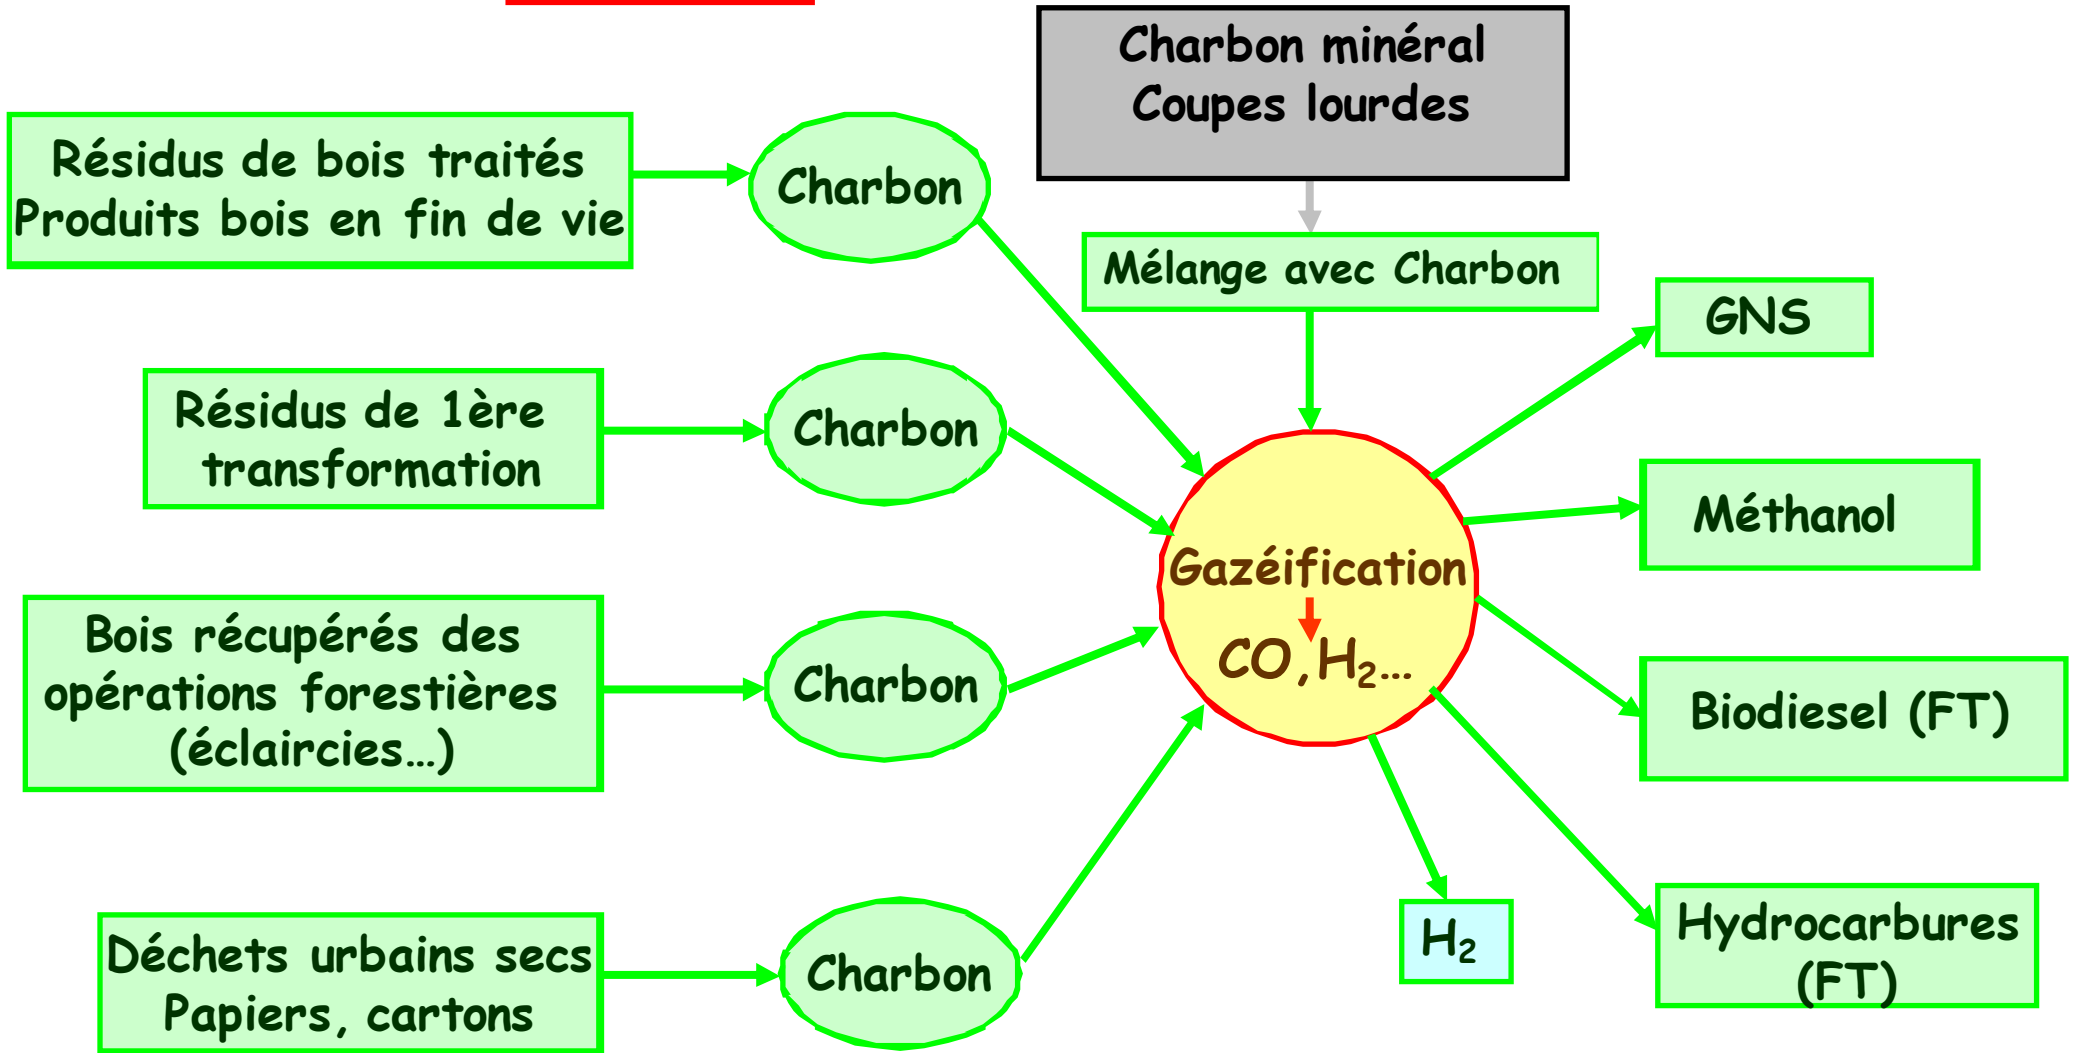 Charbon minéral
Coupes lourdes
Résidus de bois traités
Produits bois en fin de vie
Charbon
Mélange avec Charbon
GNS
Résidus de 1ère
transformation
Charbon
Méthanol
Gazéification
CO,H₂...
Bois récupérés des
opérations forestières
(éclaircies...)
Charbon
Biodiesel (FT)
Déchets urbains secs
Papiers, cartons
Charbon
H₂
Hydrocarbures
(FT)